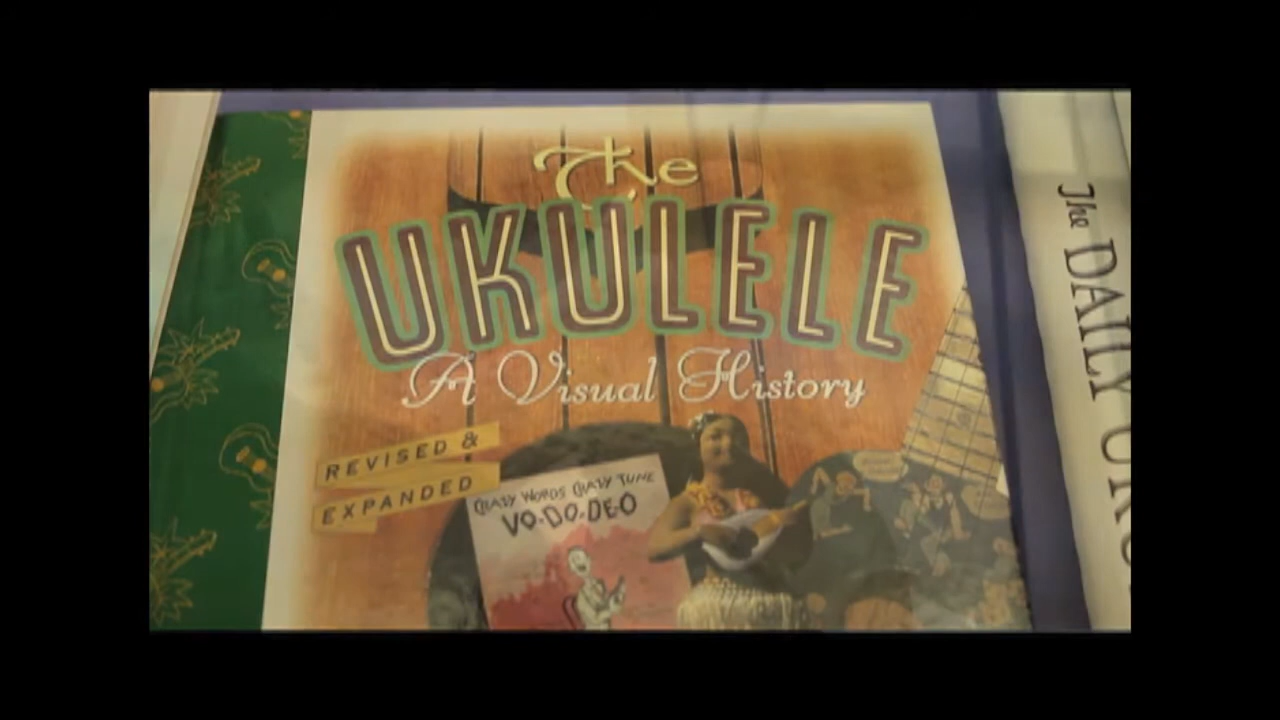 The
UKULELE
A Visual History
REVISED &
EXPANDED
CRAZY WORDS CRAZY TUNE
VO-DO-DE-O
The DAILY